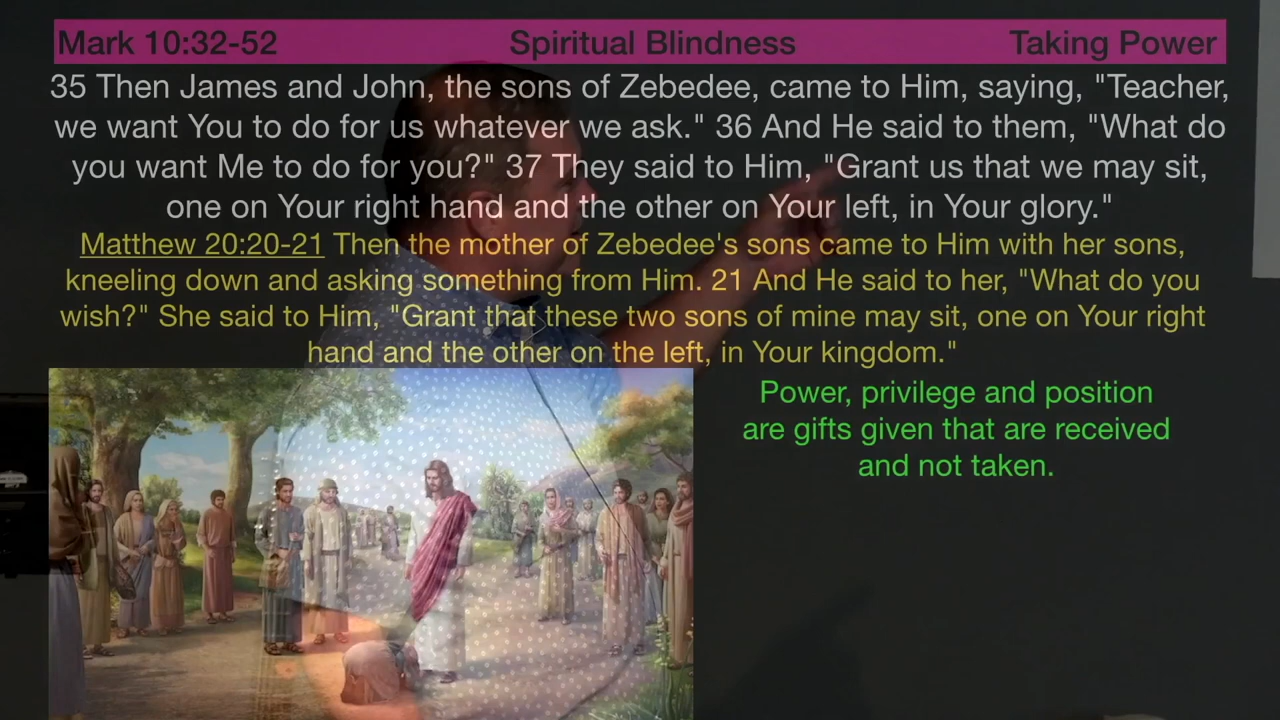 Mark 10:32-52 Spiritual Blindness Taking Power
35 Then James and John, the sons of Zebedee, came to Him, saying, "Teacher,
we want You to do for us whatever we ask." 36 And He said to them, "What do
you want Me to do for you?" 37 They said to Him, "Grant us that we may sit,
one on Your right hand and the other on Your left, in Your glory."
Matthew 20:20-21 Then the mother of Zebedee's sons came to Him with her sons,
kneeling down and asking something from Him. 21 And He said to her, "What do you
wish?" She said to Him, "Grant that these two sons of mine may sit, one on Your right
hand and the other on the left, in Your kingdom."
Power, privilege and position
are gifts given that are received
and not taken.